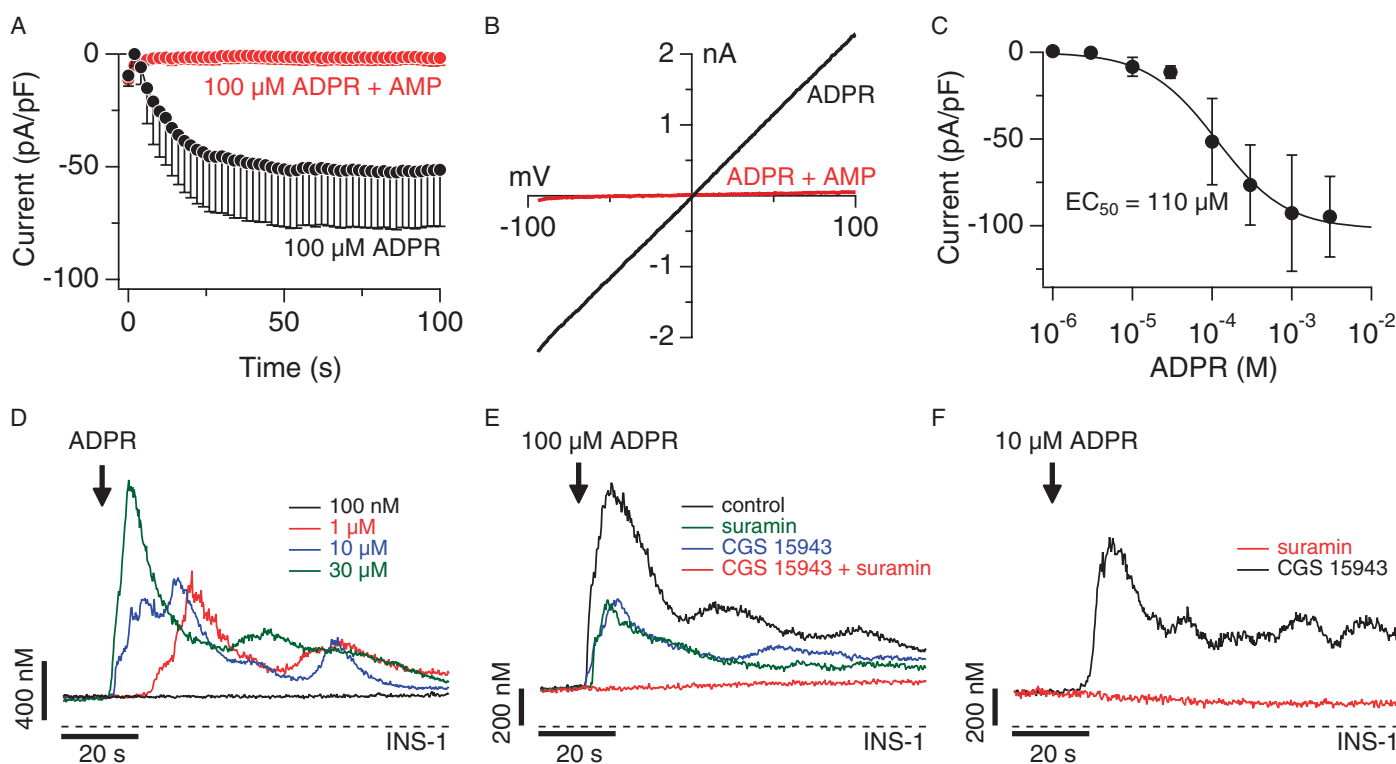 A
0
-50
-100
Current (pA/pF)
100 µM ADPR + AMP
100 µM ADPR
0
50
100
Time (s)
B
2
nA
1
-1
-2
mV
-100
100
ADPR
ADPR + AMP
C
0
-50
-100
Current (pA/pF)
EC50 = 110 µM
10-6
10-5
10-4
10-3
10-2
ADPR (M)
D
ADPR
100 nM
1 µM
10 µM
30 µM
400 nM
20 s
INS-1
E
100 µM ADPR
control
suramin
CGS 15943
CGS 15943 + suramin
200 nM
20 s
INS-1
F
10 µM ADPR
suramin
CGS 15943
200 nM
20 s
INS-1